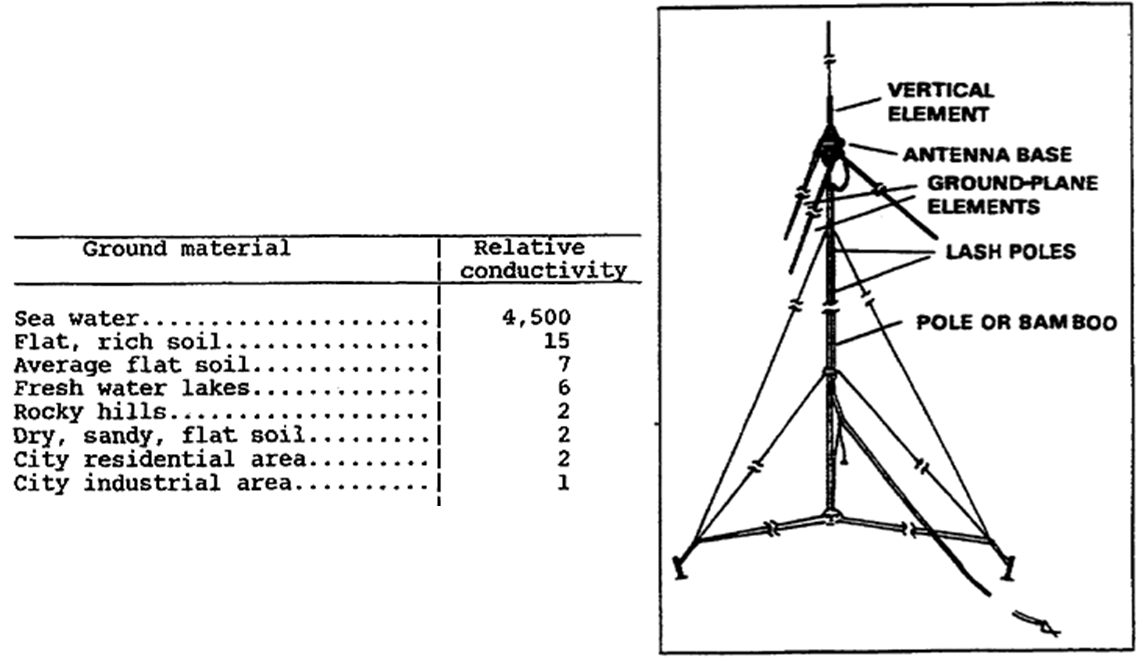 Ground material Relative
conductivity
Sea water....................... 4,500
Flat, rich soil................ 15
Average flat soil.............. 7
Fresh water lakes.............. 6
Rocky hills..................... 2
Dry, sandy, flat soil......... 2
City residential area......... 2
City industrial area.......... 1
VERTICAL
ELEMENT
ANTENNA BASE
GROUND-PLANE
ELEMENTS
LASH POLES
POLE OR BAMBOO